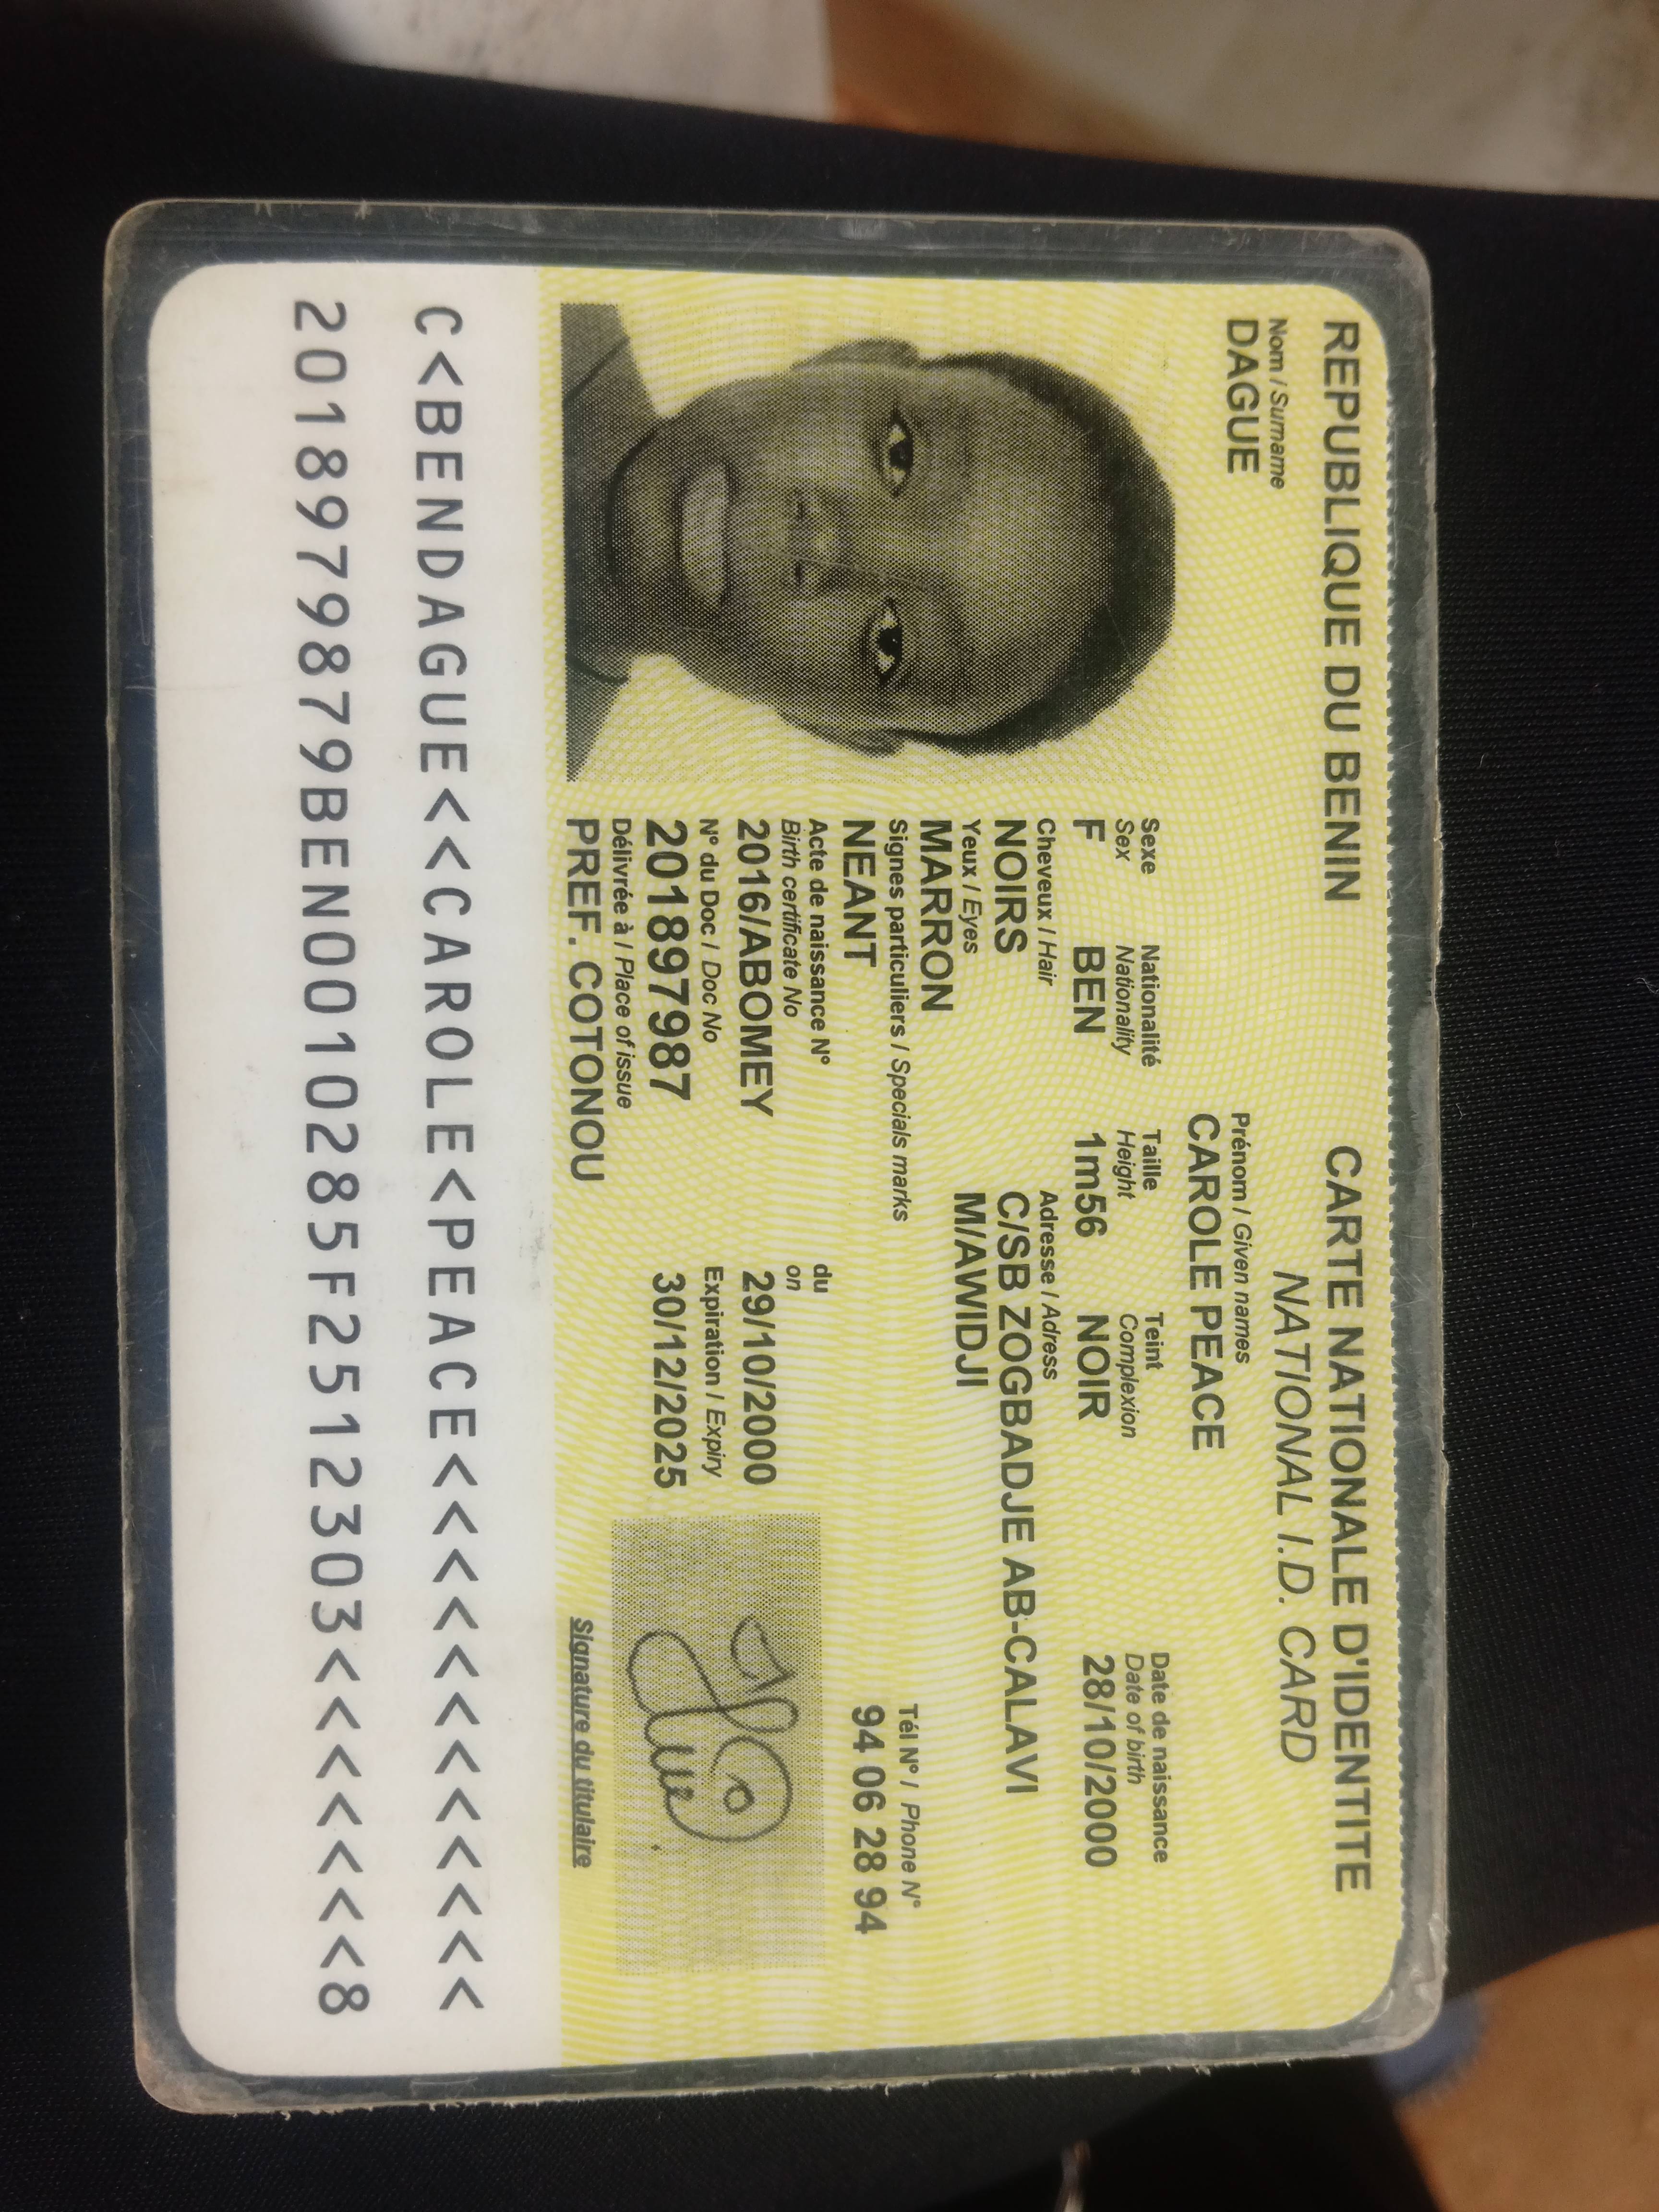 REPUBLIQUE DU BENIN
CARTE NATIONALE D'IDENTITE
NATIONAL I.D. CARD
Nom / Surname
DAGUE
Prénom / Given names
CAROLE PEACE
Sexe Nationalité Taille Teint Date de naissance
Sex Nationality Height Complexion Date of birth
F BEN 1m56 NOIR 28/10/2000
Cheveux / Hair Adresse / Adress
NOIRS C/SB ZOGBADJE AB-CALAVI
Yeux / Eyes M/AWIDJI
MARRON
Signes particuliers / Specials marks Tél N° / Phone N°
NEANT 94 06 28 94
Acte de naissance N° du
Birth certificate No on
2016/ABOMEY 29/10/2000
N° du Doc / Doc No Expiration / Expiry
201897987 30/12/2025
Délivrée à / Place of issue
PREF. COTONOU
Signature du titulaire
C<BENDAGUE<<CAROLE<PEACE<<<<<<<<<<<
2018979879BEN0010285F2512303<<<<<<<8